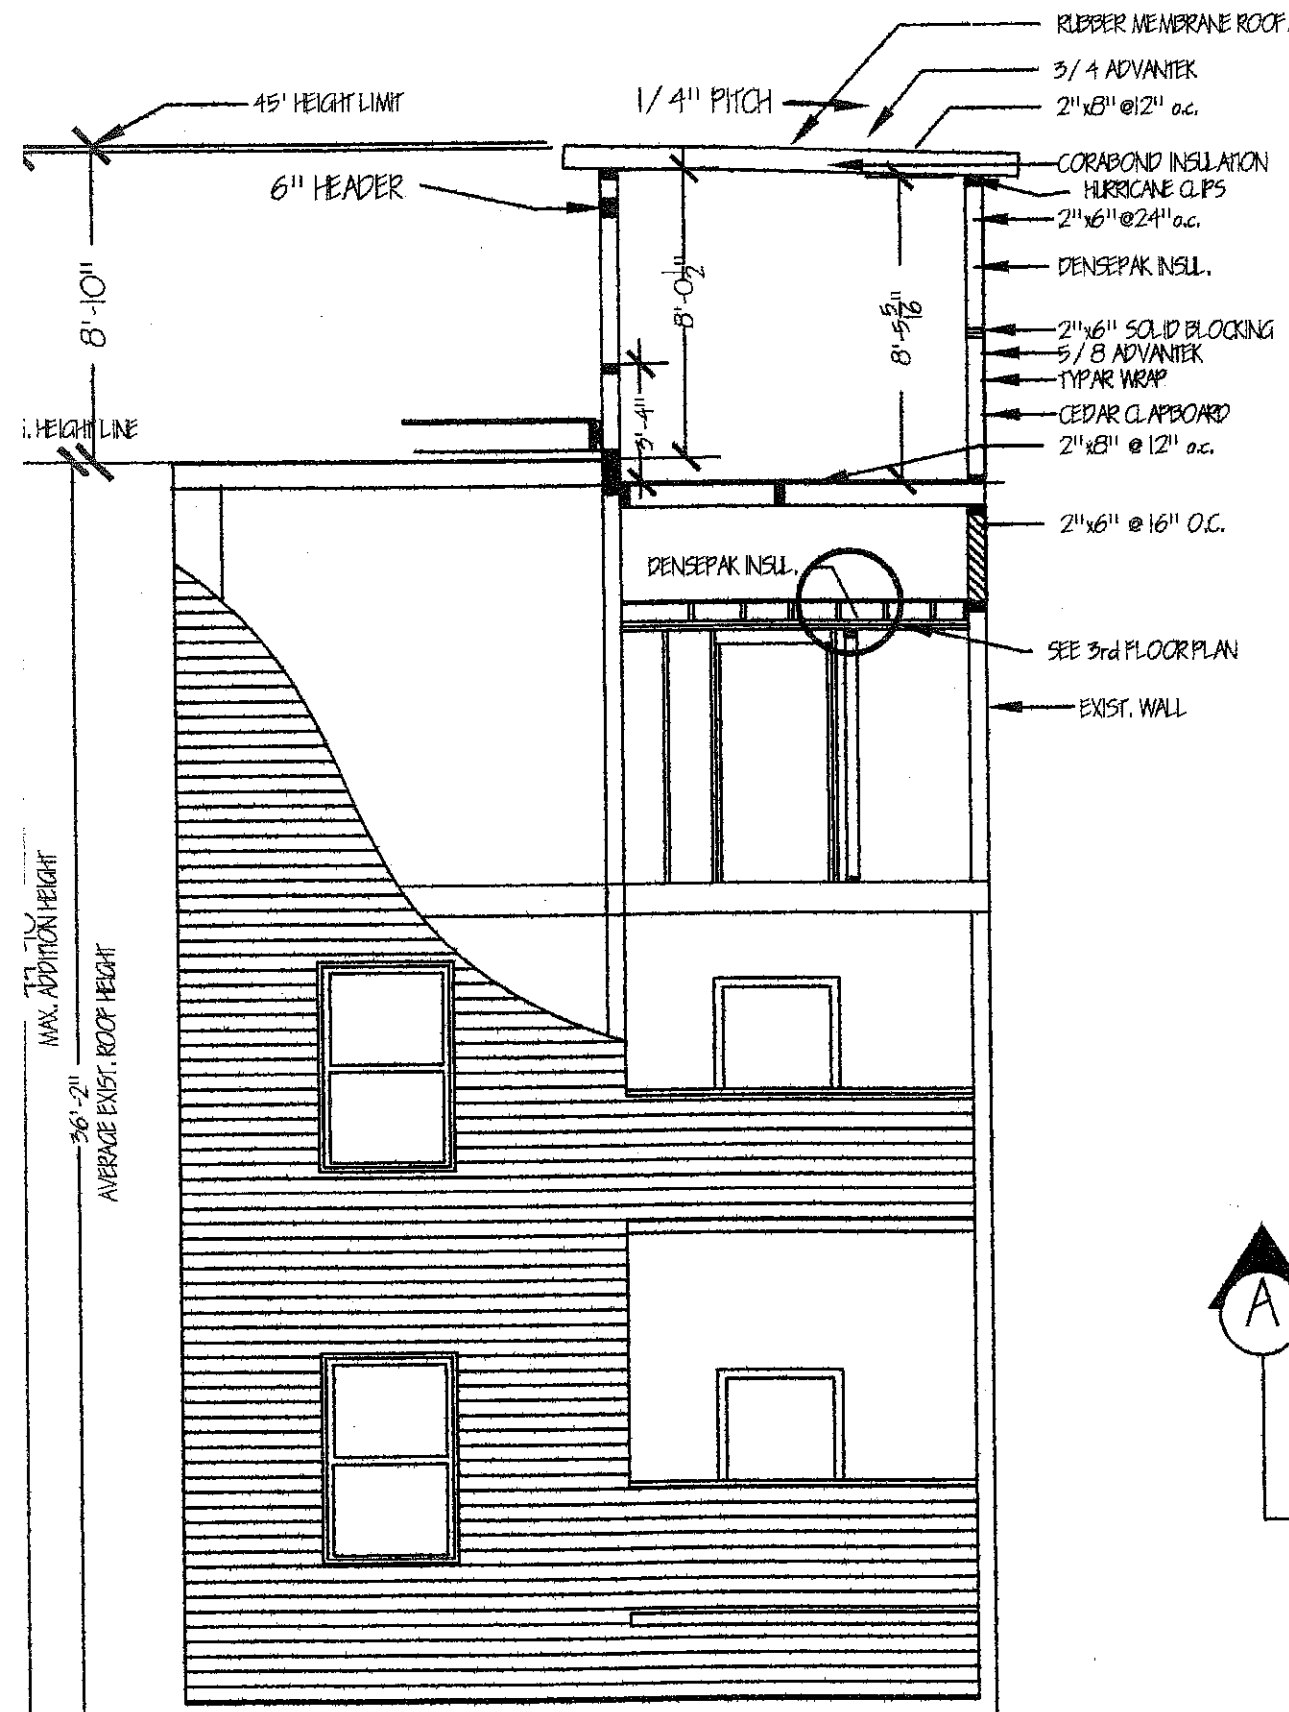 RUBBER MEMBRANE ROOF
3/4 ADVANTEK
45' HEIGHT LIMIT
1/4" PITCH
2"x8" @12" o.c.
CORABOND INSULATION
6" HEADER
HURRICANE CLIPS
2"x6" @24" o.c.
DENSEPAK INSUL.
8'-10"
8'-0 1/2"
8'-5 5/16"
2"x6" SOLID BLOCKING
5/8 ADVANTEK
TYPAR WRAP
CEDAR CLAPBOARD
3'-4"
. HEIGHT LINE
2"x8" @ 12" o.c.
2"x6" @ 16" O.C.
DENSEPAK INSUL.
SEE 3rd FLOOR PLAN
EXIST. WALL
MAX. ADDITION HEIGHT
36'-2"
AVERAGE EXIST. ROOF HEIGHT
A